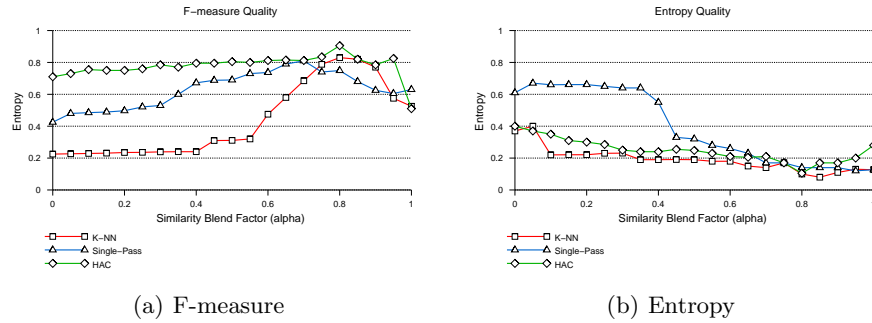 F-measure Quality
1
0.8
0.6
0.4
0.2
0
Entropy
0 0.2 0.4 0.6 0.8 1
Similarity Blend Factor (alpha)
K-NN
Single-Pass
HAC
(a) F-measure
Entropy Quality
1
0.8
0.6
0.4
0.2
0
Entropy
0 0.2 0.4 0.6 0.8 1
Similarity Blend Factor (alpha)
K-NN
Single-Pass
HAC
(b) Entropy